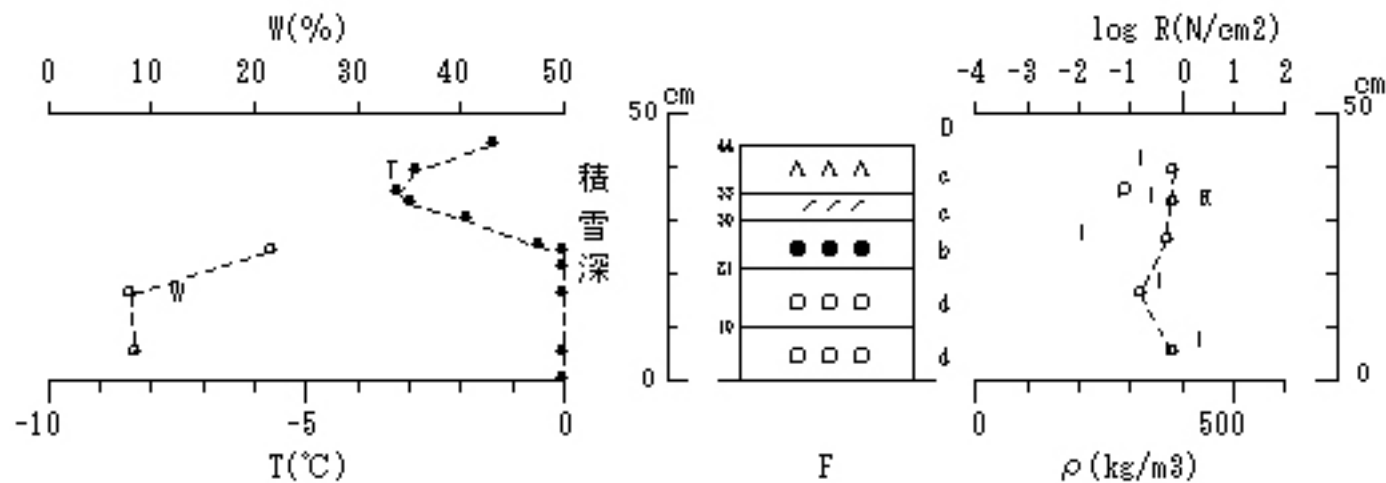 W(%)
log R(N/cm2)
0 10 20 30 40 50
-4 -3 -2 -1 0 1 2
50 cm
cm
50
D
44
T
積雪深
c
35
c
R
30
b
21
W
d
10
d
0
0
-10 -5 0
0 500
T(℃)
F
ρ(kg/m3)